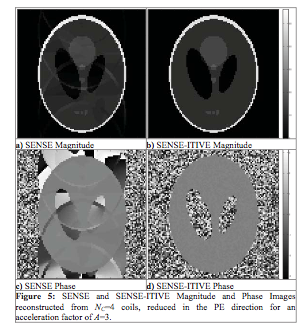 a) SENSE Magnitude
b) SENSE-ITIVE Magnitude
c) SENSE Phase
d) SENSE-ITIVE Phase
Figure 5: SENSE and SENSE-ITIVE Magnitude and Phase Images
reconstructed from NC=4 coils, reduced in the PE direction for an
acceleration factor of A=3.